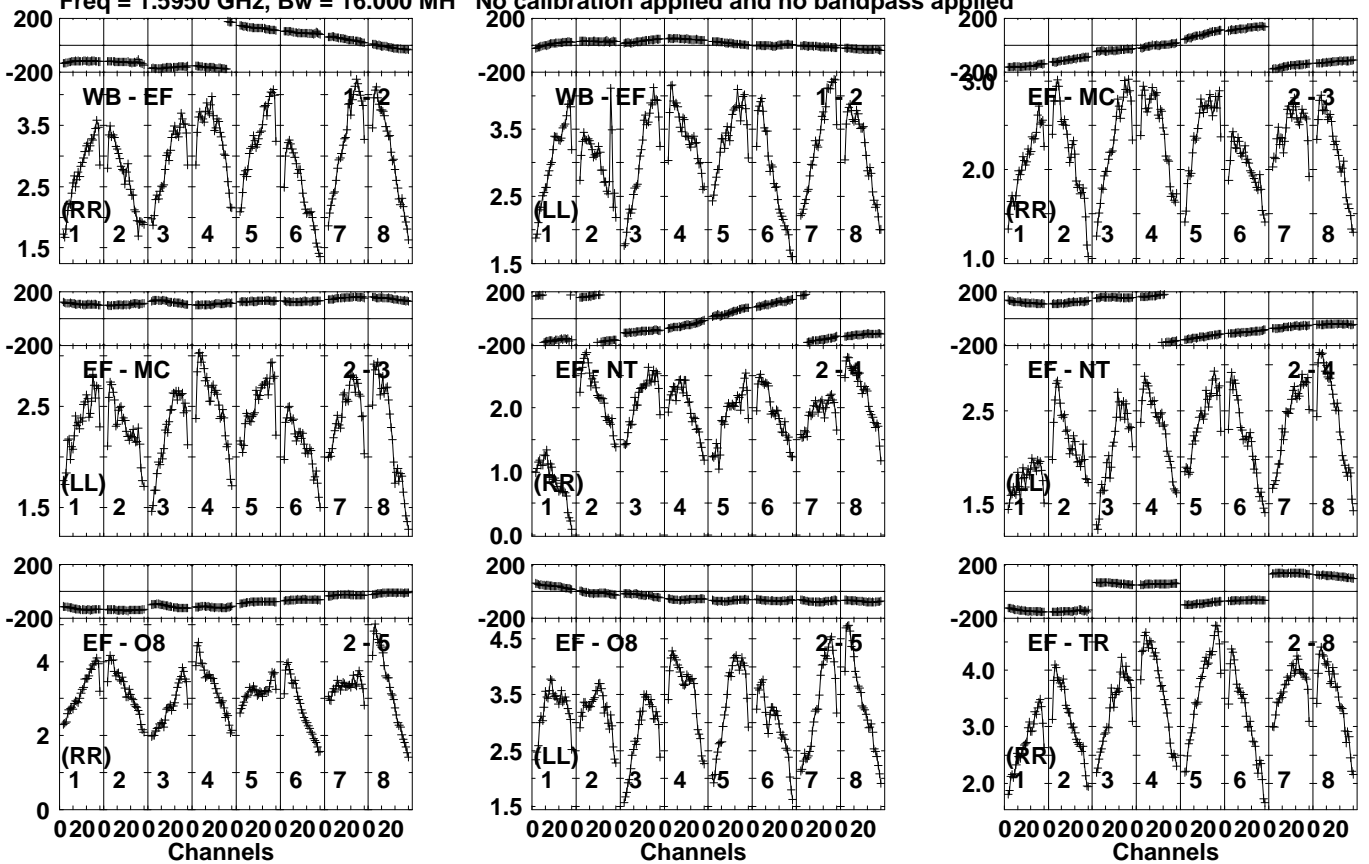 Freq = 1.5950 GHz, Bw = 16.000 MH   No calibration applied and no bandpass applied
200
-200
WB - EF
1 - 2
3.5
2.5
1.5
(RR)
1 2 3 4 5 6 7 8
200
-200
WB - EF
1 - 2
3.5
2.5
1.5
(LL)
1 2 3 4 5 6 7 8
200
-200
EF - MC
2 - 3
3.0
2.0
1.0
(RR)
1 2 3 4 5 6 7 8
200
-200
EF - MC
2 - 3
2.5
1.5
(LL)
1 2 3 4 5 6 7 8
200
-200
EF - NT
2 - 4
2.0
1.0
0.0
(RR)
1 2 3 4 5 6 7 8
200
-200
EF - NT
2 - 4
2.5
1.5
(LL)
1 2 3 4 5 6 7 8
200
-200
EF - O8
2 - 5
4
2
0
(RR)
1 2 3 4 5 6 7 8
0 20 0 20 0 20 0 20 0 20 0 20 0 20 0 20
Channels
200
-200
EF - O8
2 - 5
4.5
3.5
2.5
1.5
(LL)
1 2 3 4 5 6 7 8
0 20 0 20 0 20 0 20 0 20 0 20 0 20 0 20
Channels
200
-200
EF - TR
2 - 8
4.0
3.0
2.0
(RR)
1 2 3 4 5 6 7 8
0 20 0 20 0 20 0 20 0 20 0 20 0 20 0 20
Channels